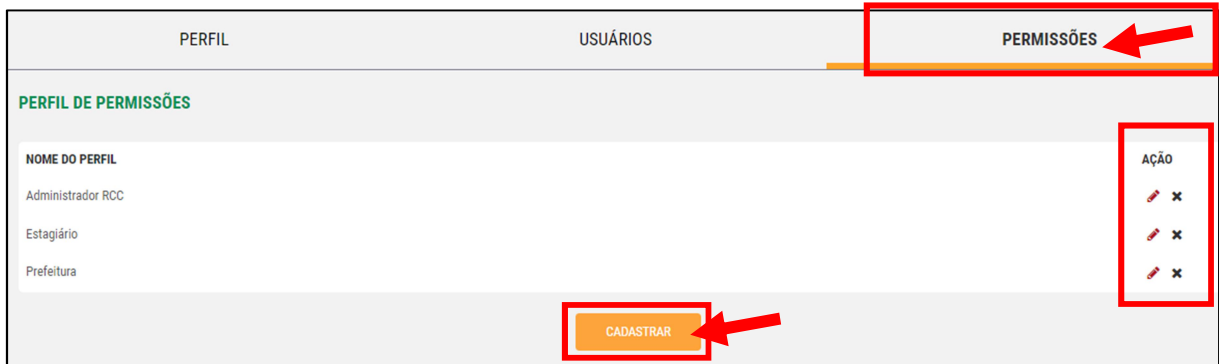 PERFIL USUÁRIOS PERMISSÕES
PERFIL DE PERMISSÕES
NOME DO PERFIL AÇÃO
Administrador RCC
Estagiário
Prefeitura
CADASTRAR